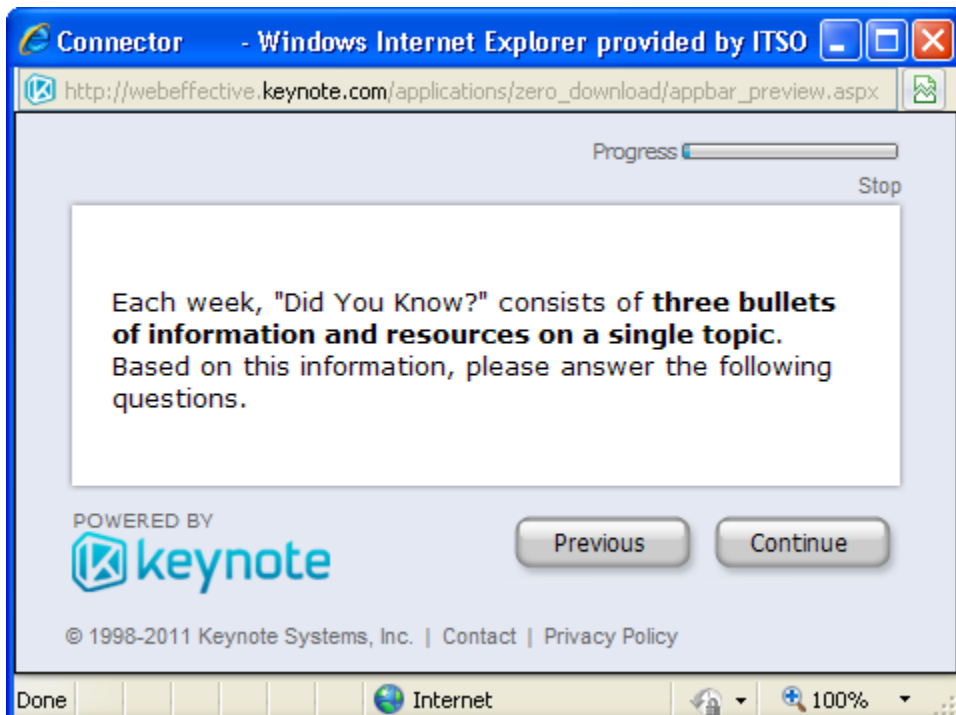 Connector - Windows Internet Explorer provided by ITSO
http://webeffective.keynote.com/applications/zero_download/appbar_preview.aspx
Progress
Stop
Each week, "Did You Know?" consists of three bullets
of information and resources on a single topic.
Based on this information, please answer the following
questions.
POWERED BY
keynote
Previous
Continue
© 1998-2011 Keynote Systems, Inc. | Contact | Privacy Policy
Done
Internet
100%